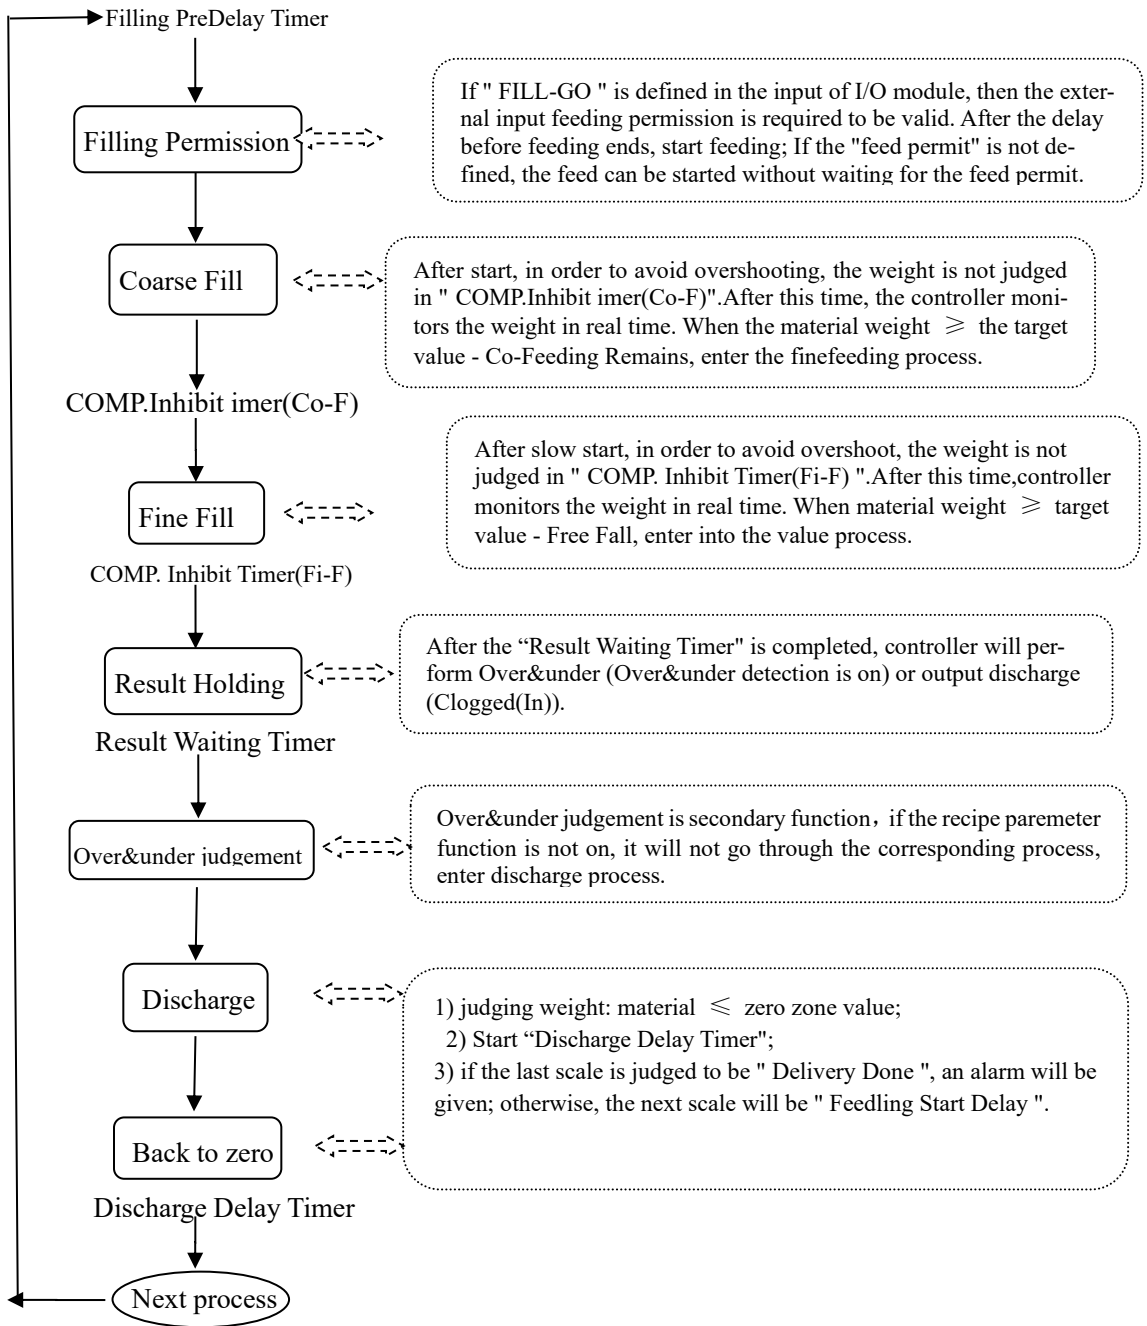 Filling PreDelay Timer
Filling Permission
If " FILL-GO " is defined in the input of I/O module, then the exter-
nal input feeding permission is required to be valid. After the delay
before feeding ends, start feeding; If the "feed permit" is not de-
fined, the feed can be started without waiting for the feed permit.
Coarse Fill
After start, in order to avoid overshooting, the weight is not judged
in " COMP.Inhibit imer(Co-F)".After this time, the controller moni-
tors the weight in real time. When the material weight ≥ the target
value - Co-Feeding Remains, enter the finefeeding process.
COMP.Inhibit imer(Co-F)
Fine Fill
After slow start, in order to avoid overshoot, the weight is not
judged in " COMP. Inhibit Timer(Fi-F) ".After this time,controller
monitors the weight in real time. When material weight ≥ target
value - Free Fall, enter into the value process.
COMP. Inhibit Timer(Fi-F)
Result Holding
After the “Result Waiting Timer" is completed, controller will per-
form Over&under (Over&under detection is on) or output discharge
(Clogged(In)).
Result Waiting Timer
Over&under judgement
Over&under judgement is secondary function，if the recipe paremeter
function is not on, it will not go through the corresponding process,
enter discharge process.
Discharge
1) judging weight: material ≤ zero zone value;
2) Start “Discharge Delay Timer";
3) if the last scale is judged to be " Delivery Done ", an alarm will be
given; otherwise, the next scale will be " Feedling Start Delay ".
Back to zero
Discharge Delay Timer
Next process